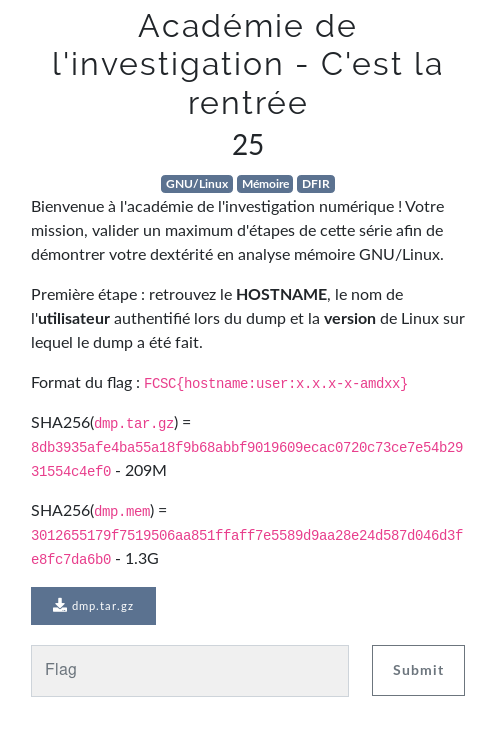 Académie de
l'investigation - C'est la
rentrée
25
GNU/Linux Mémoire DFIR
Bienvenue à l'académie de l'investigation numérique ! Votre
mission, valider un maximum d'étapes de cette série afin de
démontrer votre dextérité en analyse mémoire GNU/Linux.
Première étape : retrouvez le HOSTNAME, le nom de
l'utilisateur authentifié lors du dump et la version de Linux sur
lequel le dump a été fait.
Format du flag : FCSC{hostname:user:x.x.x-x-amdxx}
SHA256(dmp.tar.gz) =
8db3935afe4ba55a18f9b68abbf9019609ecac0720c73ce7e54b29
31554c4ef0 - 209M
SHA256(dmp.mem) =
3012655179f7519506aa851ffaff7e5589d9aa28e24d587d046d3f
e8fc7da6b0 - 1.3G
dmp.tar.gz
Flag
Submit